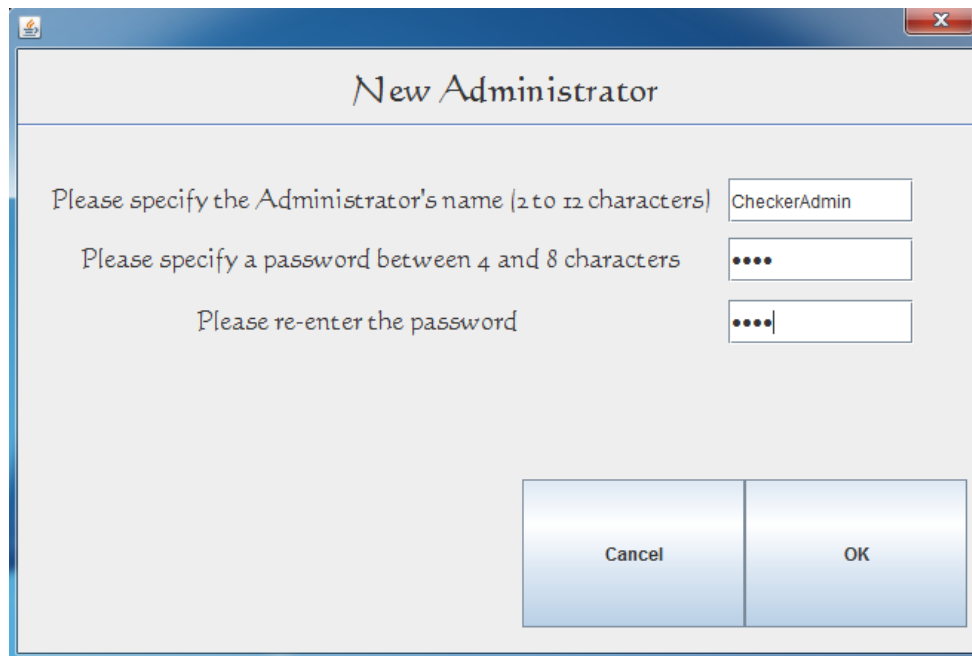 New Administrator
Please specify the Administrator's name (2 to 12 characters) CheckerAdmin
Please specify a password between 4 and 8 characters ••••
Please re-enter the password ••••
Cancel OK